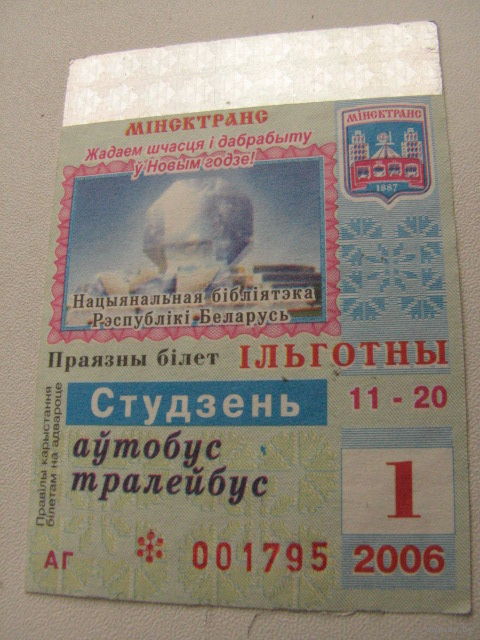 МІНСКТРАНС
Жадаем шчасця і дабрабыту
ў Новым годзе!
МІНСКТРАНС
1887
Нацыянальная бібліятэка
Рэспублікі Беларусь
Праязны білет ІЛЬГОТНЫ
Студзень 11 - 20
аўтобус
тралейбус
1
Правілы карыстання
білетам на адвароце
АГ 001795 2006